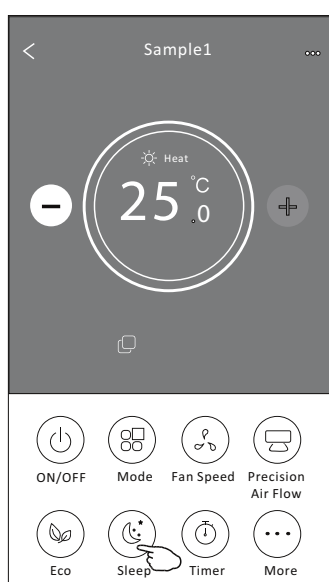 Sample1
Heat
25.0
°C
ON/OFF Mode Fan Speed Precision
Air Flow
Eco Sleep Timer More